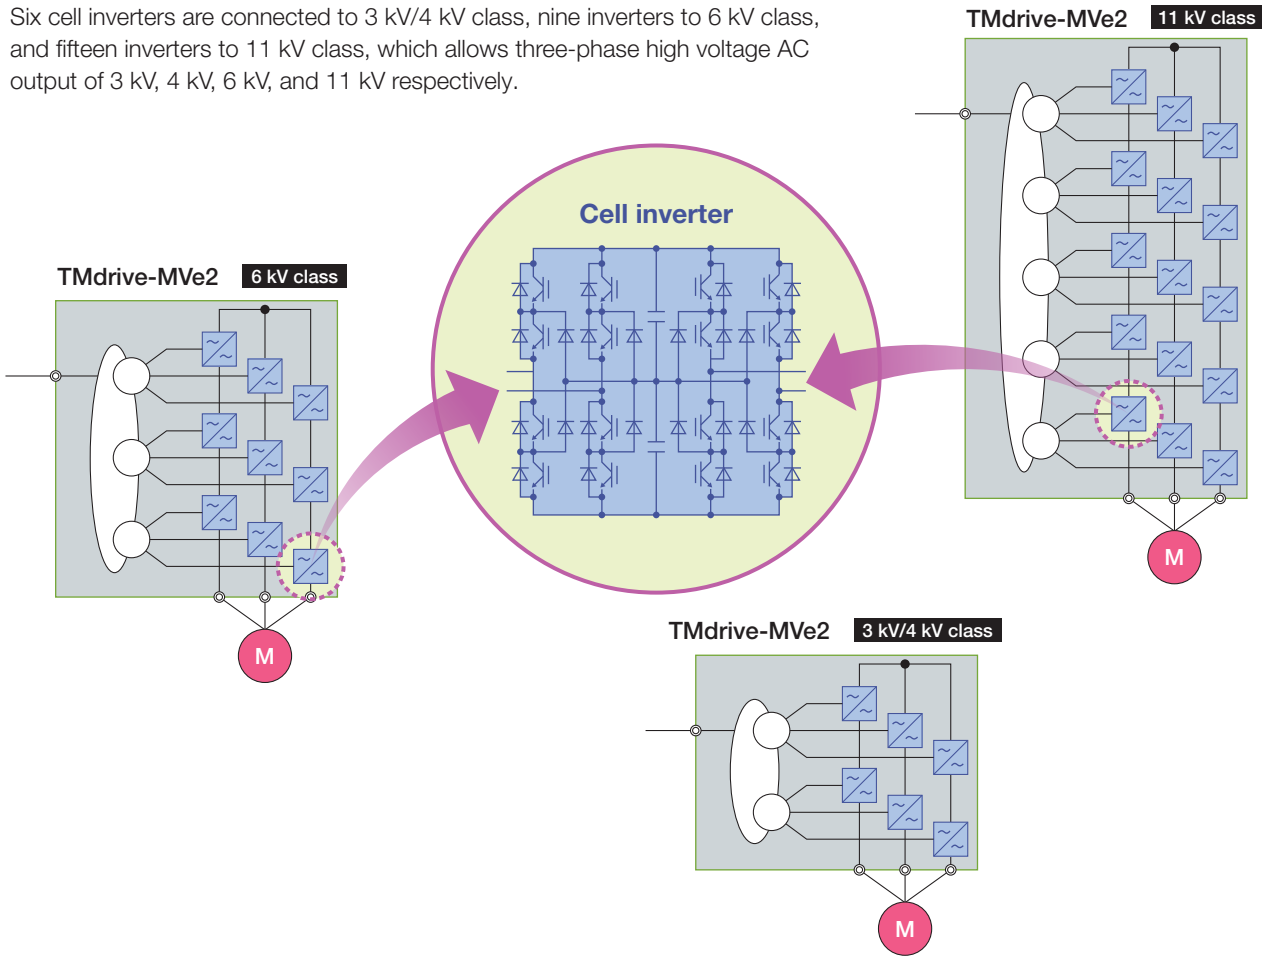 Six cell inverters are connected to 3 kV/4 kV class, nine inverters to 6 kV class,
and fifteen inverters to 11 kV class, which allows three-phase high voltage AC
output of 3 kV, 4 kV, 6 kV, and 11 kV respectively.
TMdrive-MVe2 11 kV class
Cell inverter
TMdrive-MVe2 6 kV class
M
M
TMdrive-MVe2 3 kV/4 kV class
M